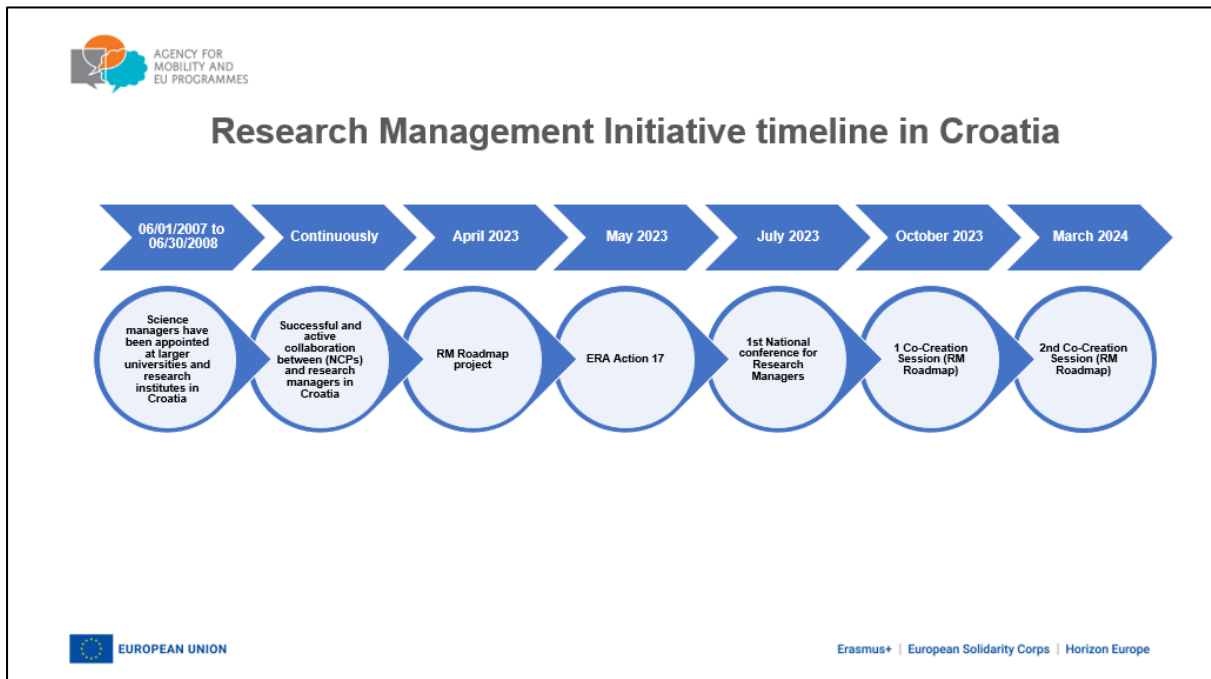 AGENCY FOR
MOBILITY AND
EU PROGRAMMES
Research Management Initiative timeline in Croatia
06/01/2007 to
06/30/2008
Continuously
April 2023
May 2023
July 2023
October 2023
March 2024
Science
managers have
been appointed
at larger
universities and
research
institutes in
Croatia
Successful and
active
collaboration
between (NCPs)
and research
managers in
Croatia
RM Roadmap
project
ERA Action 17
1st National
conference for
Research
Managers
1 Co-Creation
Session (RM
Roadmap)
2nd Co-Creation
Session (RM
Roadmap)
EUROPEAN UNION
Erasmus+ | European Solidarity Corps | Horizon Europe